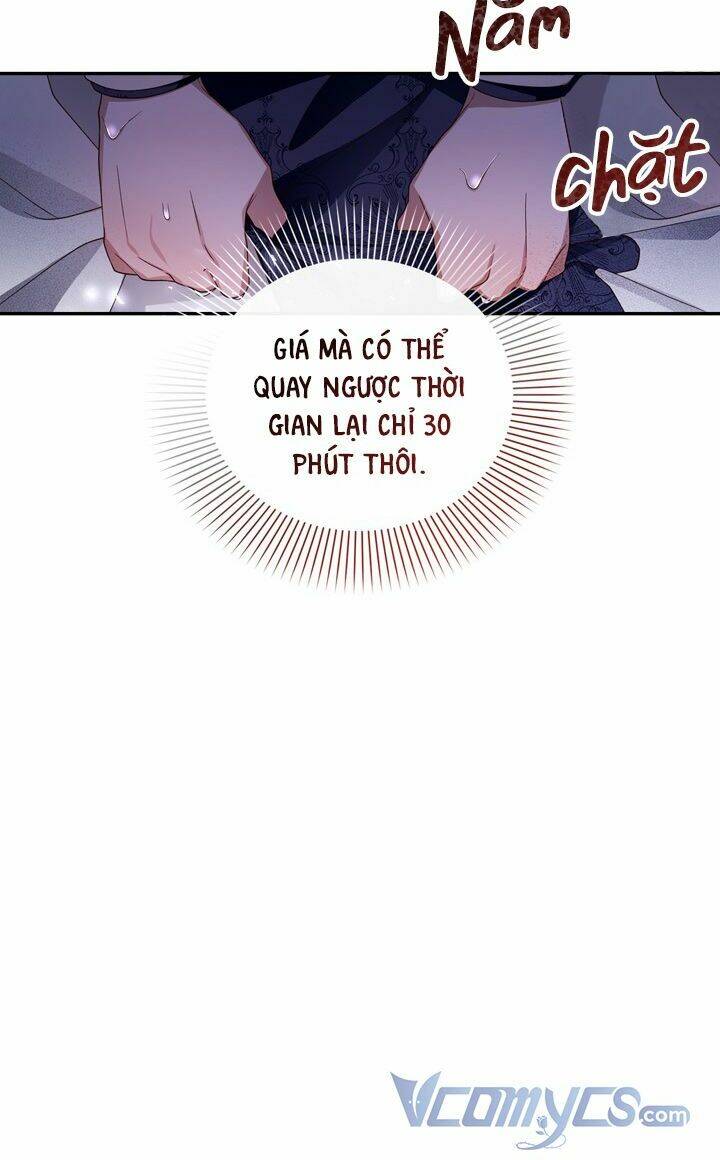 Nắm
chặt
GIÁ MÀ CÓ THỂ
QUAY NGƯỢC THỜI
GIAN LẠI CHỈ 30
PHÚT THÔI.
VCOMYCS.com